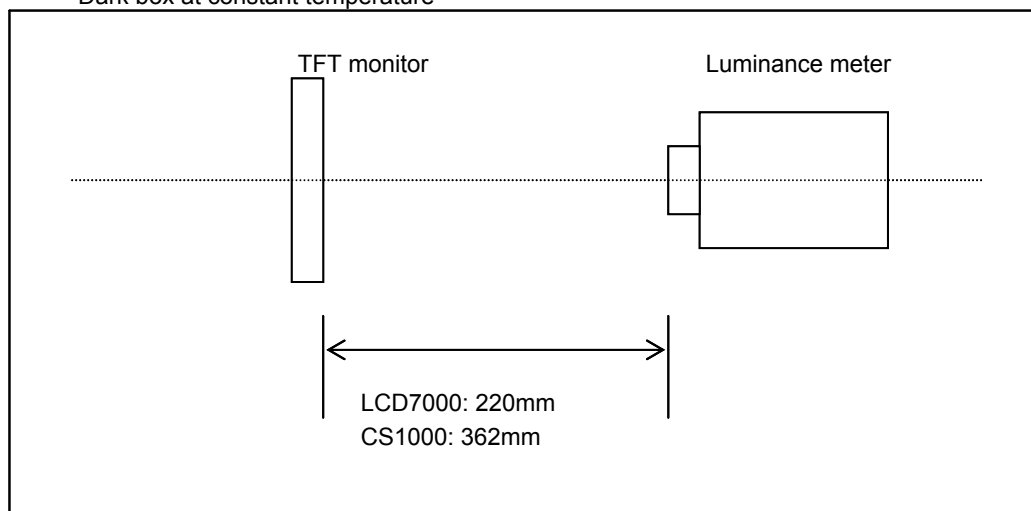 Dark box at constant temperature
TFT monitor
Luminance meter
LCD7000: 220mm
CS1000: 362mm